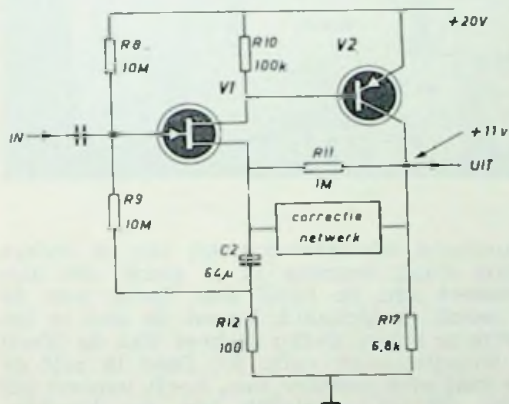 +20V
R8
10M
R10
100k
V1
V2
IN
R11
1M
+11v
UIT
R9
10M
correctie
netwerk
C2
64µ
R12
100
R17
6,8k